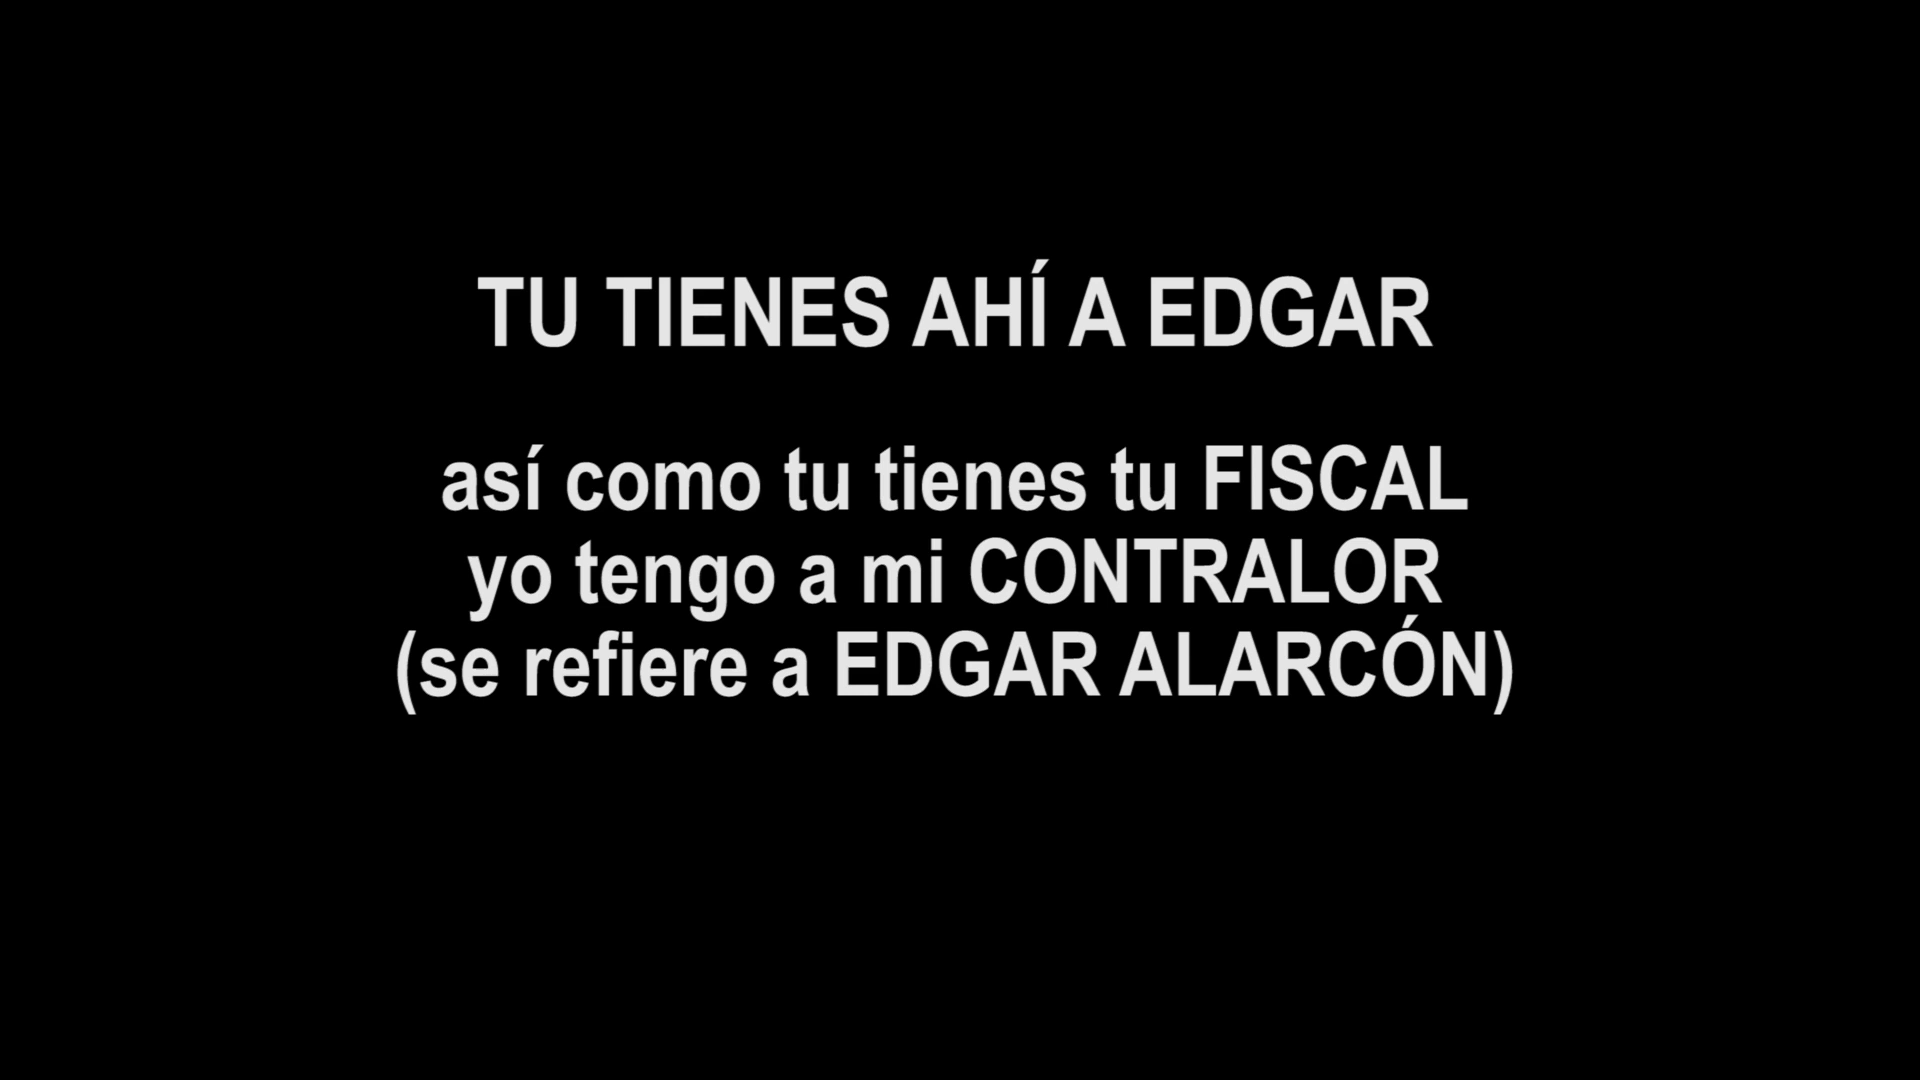 TU TIENES AHÍ A EDGAR
así como tu tienes tu FISCAL
yo tengo a mi CONTRALOR
(se refiere a EDGAR ALARCÓN)